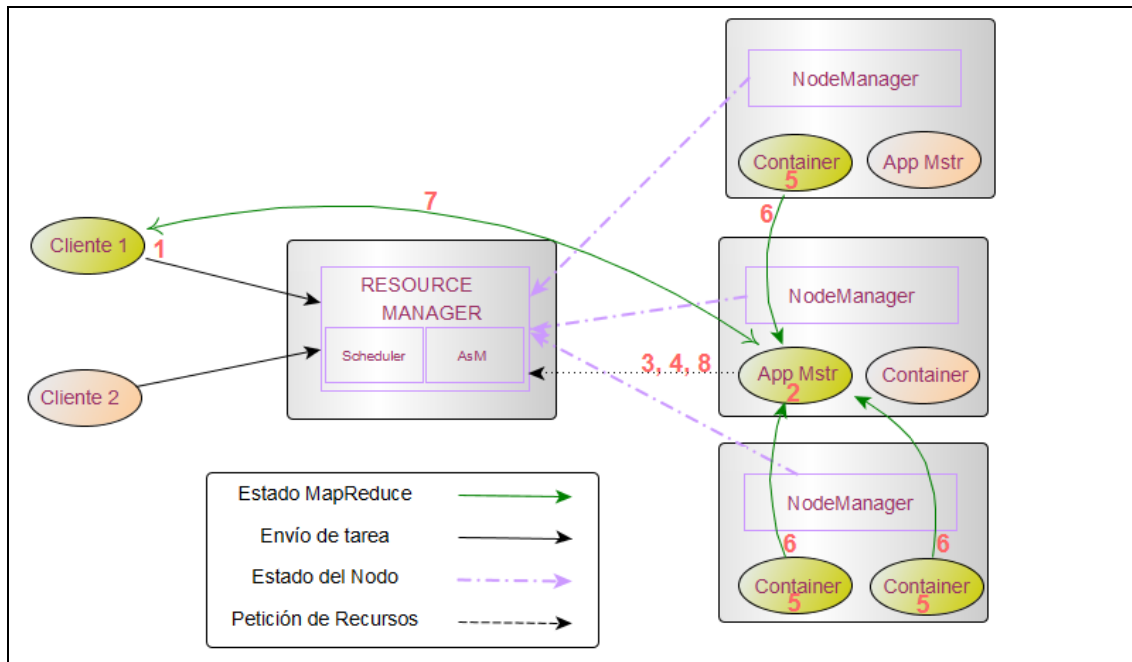 NodeManager
Container
App Mstr
5
6
7
Cliente 1
1
RESOURCE
MANAGER
Scheduler
AsM
NodeManager
3, 4, 8
App Mstr
2
Container
Cliente 2
NodeManager
6
6
Container
5
Container
5
Estado MapReduce
Envío de tarea
Estado del Nodo
Petición de Recursos